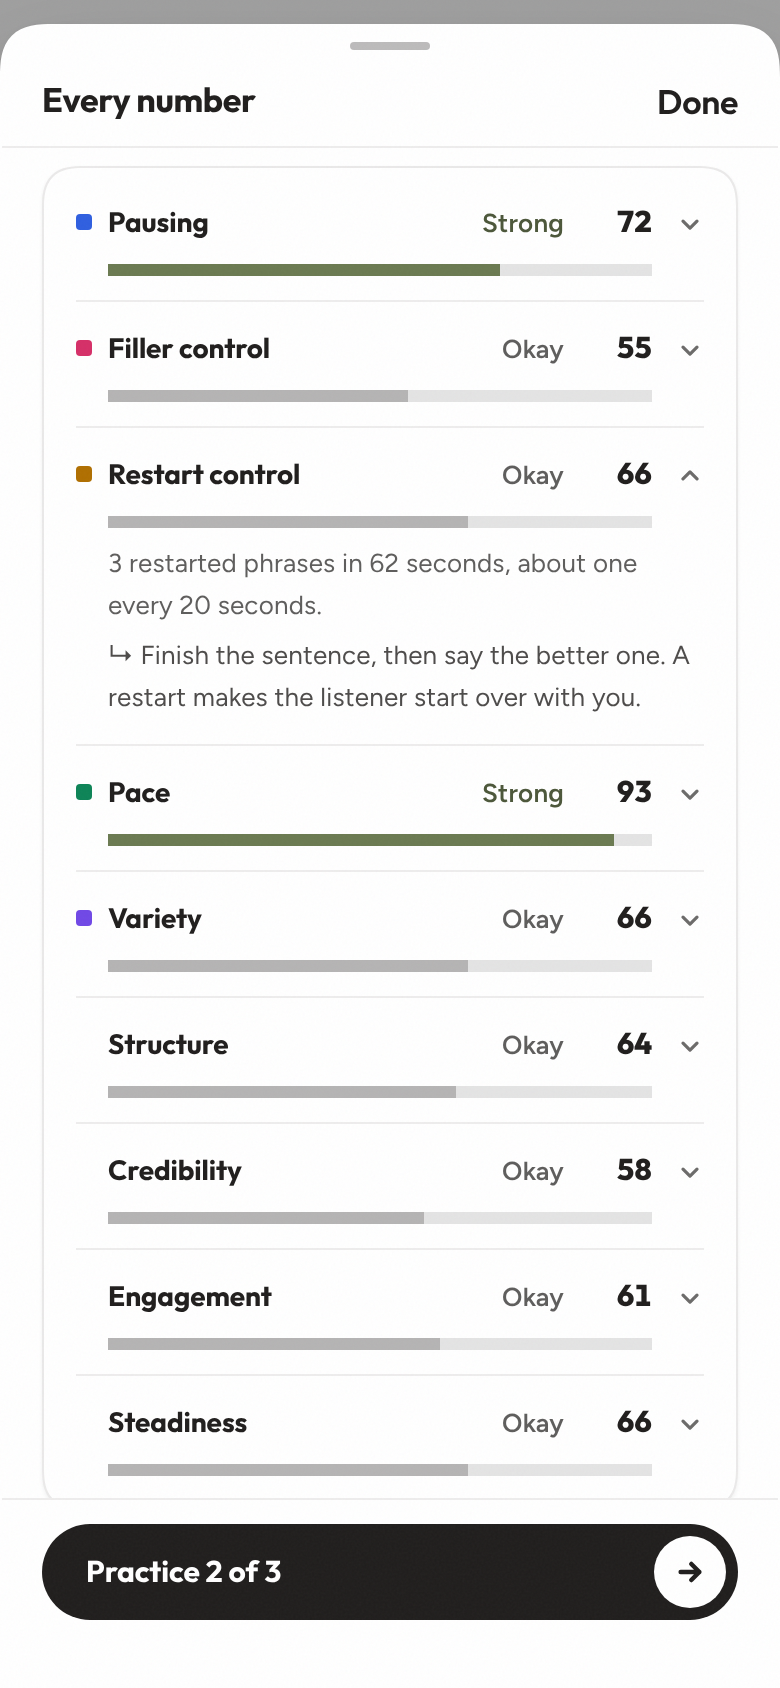 Every number
Done
Pausing Strong 72
Filler control Okay 55
Restart control Okay 66
3 restarted phrases in 62 seconds, about one
every 20 seconds.
↳ Finish the sentence, then say the better one. A
restart makes the listener start over with you.
Pace Strong 93
Variety Okay 66
Structure Okay 64
Credibility Okay 58
Engagement Okay 61
Steadiness Okay 66
Practice 2 of 3